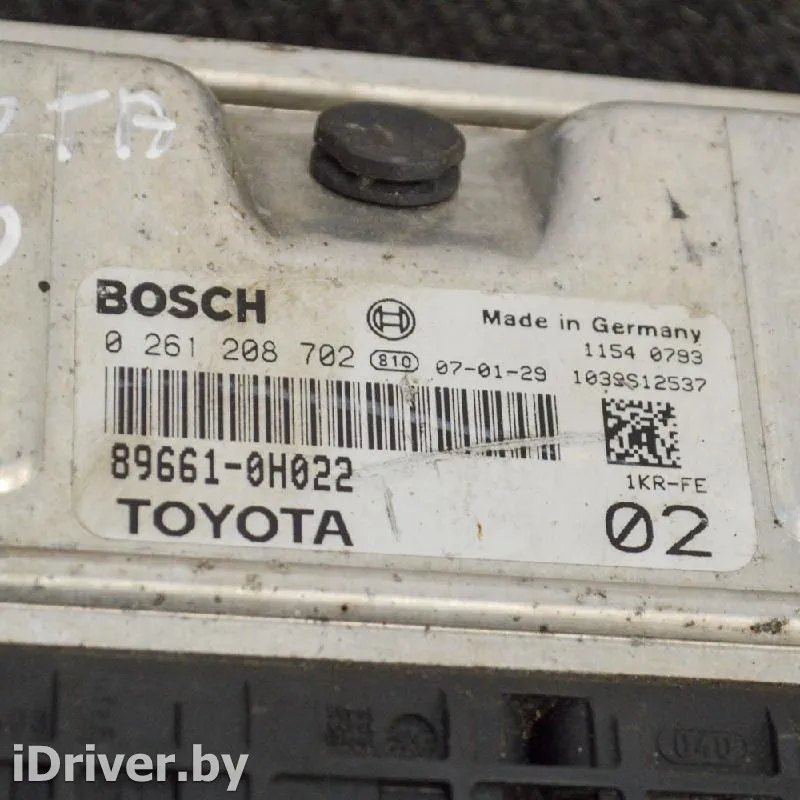 BOSCH
Made in Germany
0 261 208 702 810 07-01-29
1154 0793
1039S12537
89661-0H022
1KR-FE
TOYOTA
02
iDriver.by